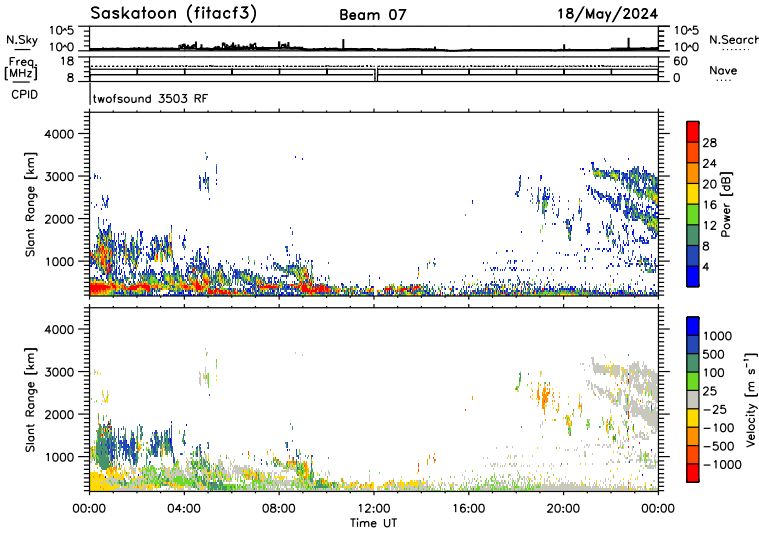 Saskatoon (fitacf3) Beam 07 18/May/2024
N.Sky 10^5 10^5 N.Search
10^0 10^0
Freq. 18 60 Nave
[MHz] 8 0
CPID twofsound 3503 RF
Slant Range [km] 4000 3000 2000 1000
Power [dB] 28 24 20 16 12 8 4
Slant Range [km] 4000 3000 2000 1000
Velocity [m s^-1] 1000 500 100 25 -25 -100 -500 -1000
00:00 04:00 08:00 12:00 16:00 20:00 00:00
Time UT